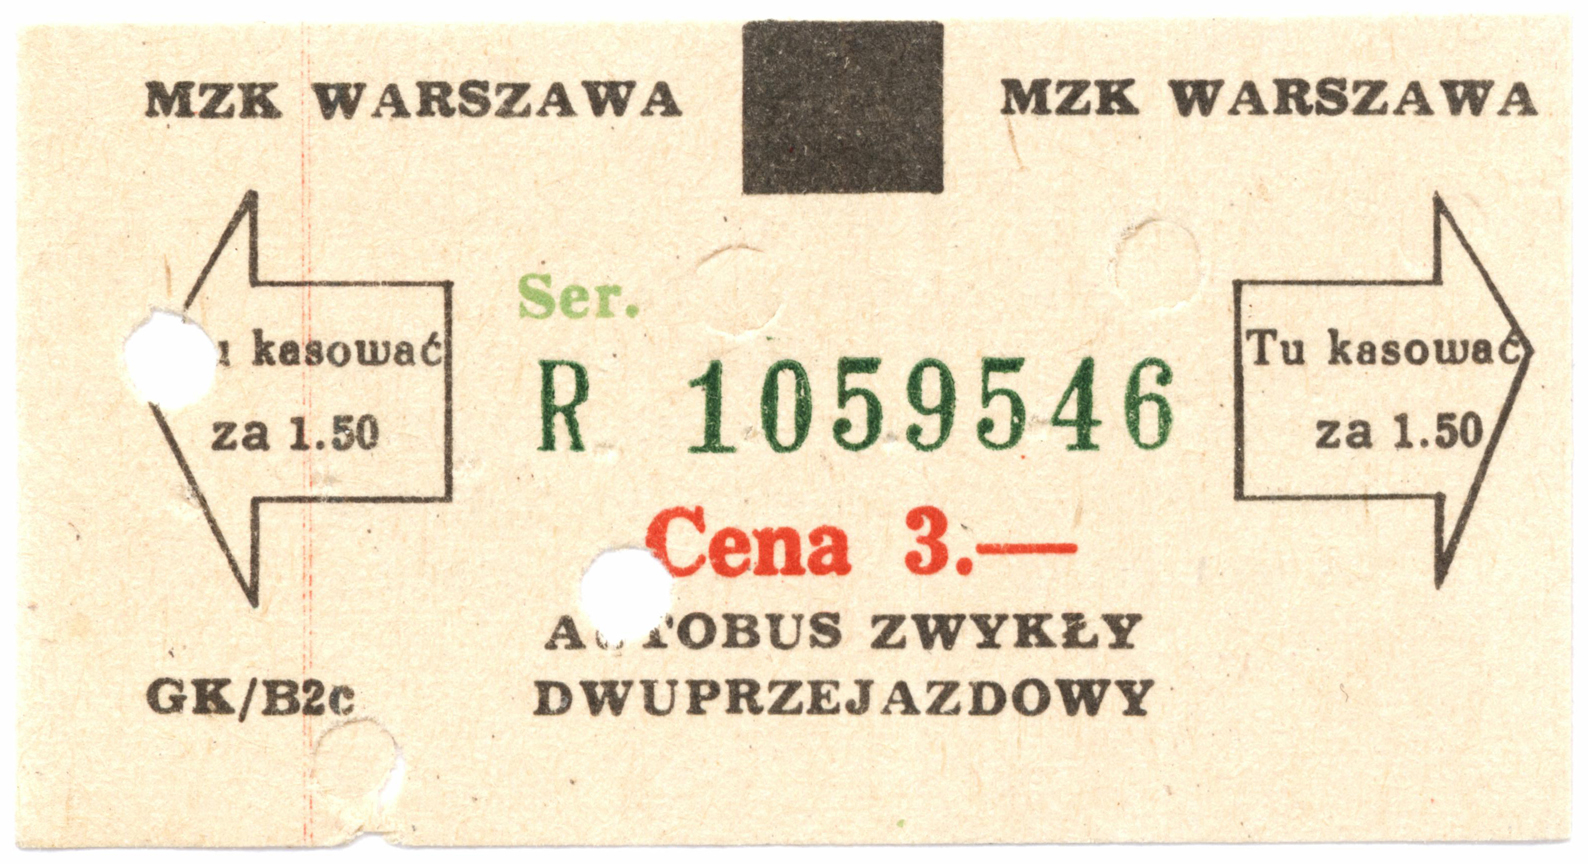 MZK WARSZAWA
MZK WARSZAWA
kasować
za 1.50
Ser.
R 1059546
Cena 3.—
ZWYKŁY
DWUPRZEJAZDOWY
Tu kasować
za 1.50
GK/B2c